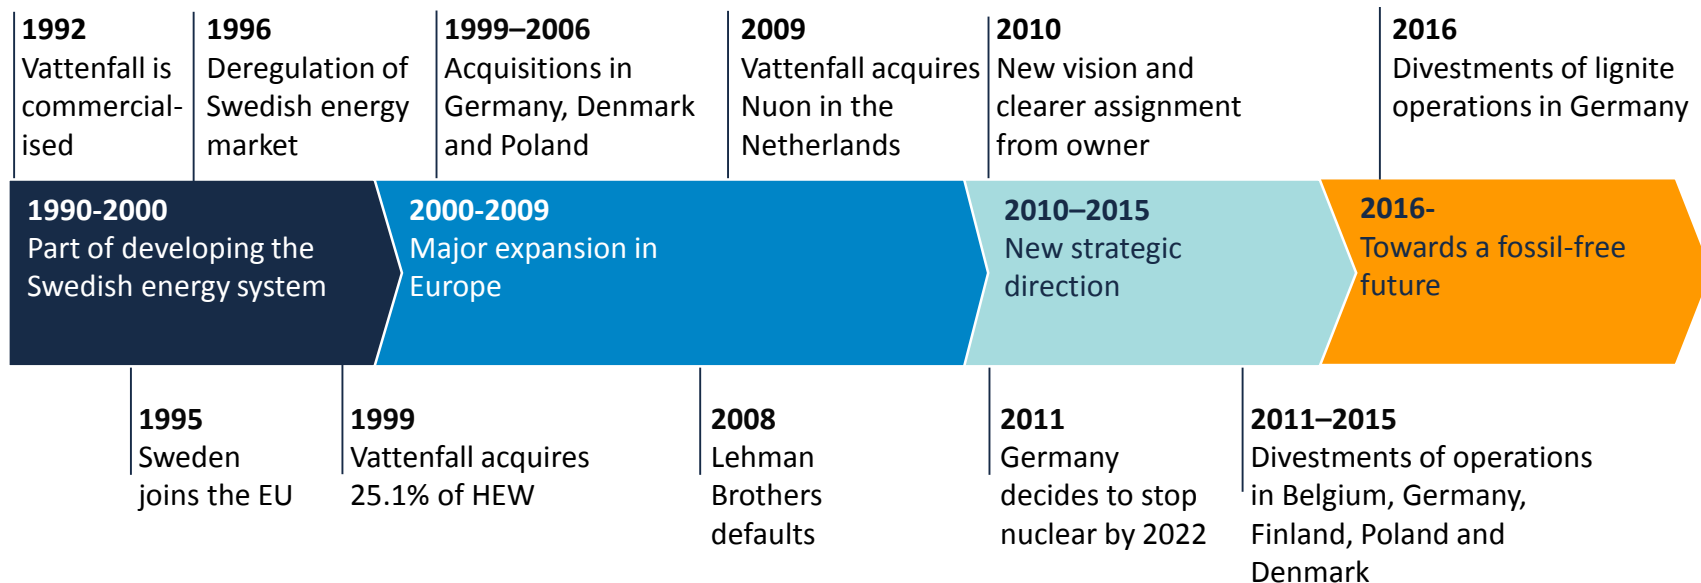 1992
Vattenfall is
commercial-
ised
1996
Deregulation of
Swedish energy
market
1999–2006
Acquisitions in
Germany, Denmark
and Poland
2009
Vattenfall acquires
Nuon in the
Netherlands
2010
New vision and
clearer assignment
from owner
2016
Divestments of lignite
operations in Germany
1990-2000
Part of developing the
Swedish energy system
2000-2009
Major expansion in
Europe
2010–2015
New strategic
direction
2016-
Towards a fossil-free
future
1995
Sweden
joins the EU
1999
Vattenfall acquires
25.1% of HEW
2008
Lehman
Brothers
defaults
2011
Germany
decides to stop
nuclear by 2022
2011–2015
Divestments of operations
in Belgium, Germany,
Finland, Poland and
Denmark